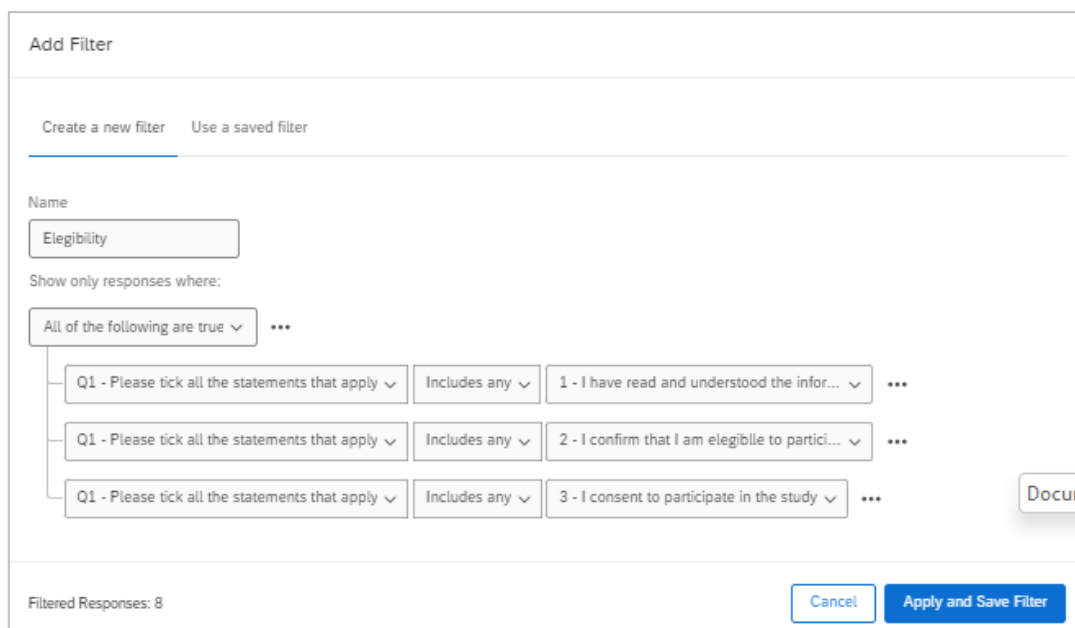 Add Filter
Create a new filter Use a saved filter
Name
Elegibility
Show only responses where:
All of the following are true •••
Q1 - Please tick all the statements that apply Includes any 1 - I have read and understood the infor... •••
Q1 - Please tick all the statements that apply Includes any 2 - I confirm that I am elegiblle to partici... •••
Q1 - Please tick all the statements that apply Includes any 3 - I consent to participate in the study •••
Docu
Filtered Responses: 8 Cancel Apply and Save Filter